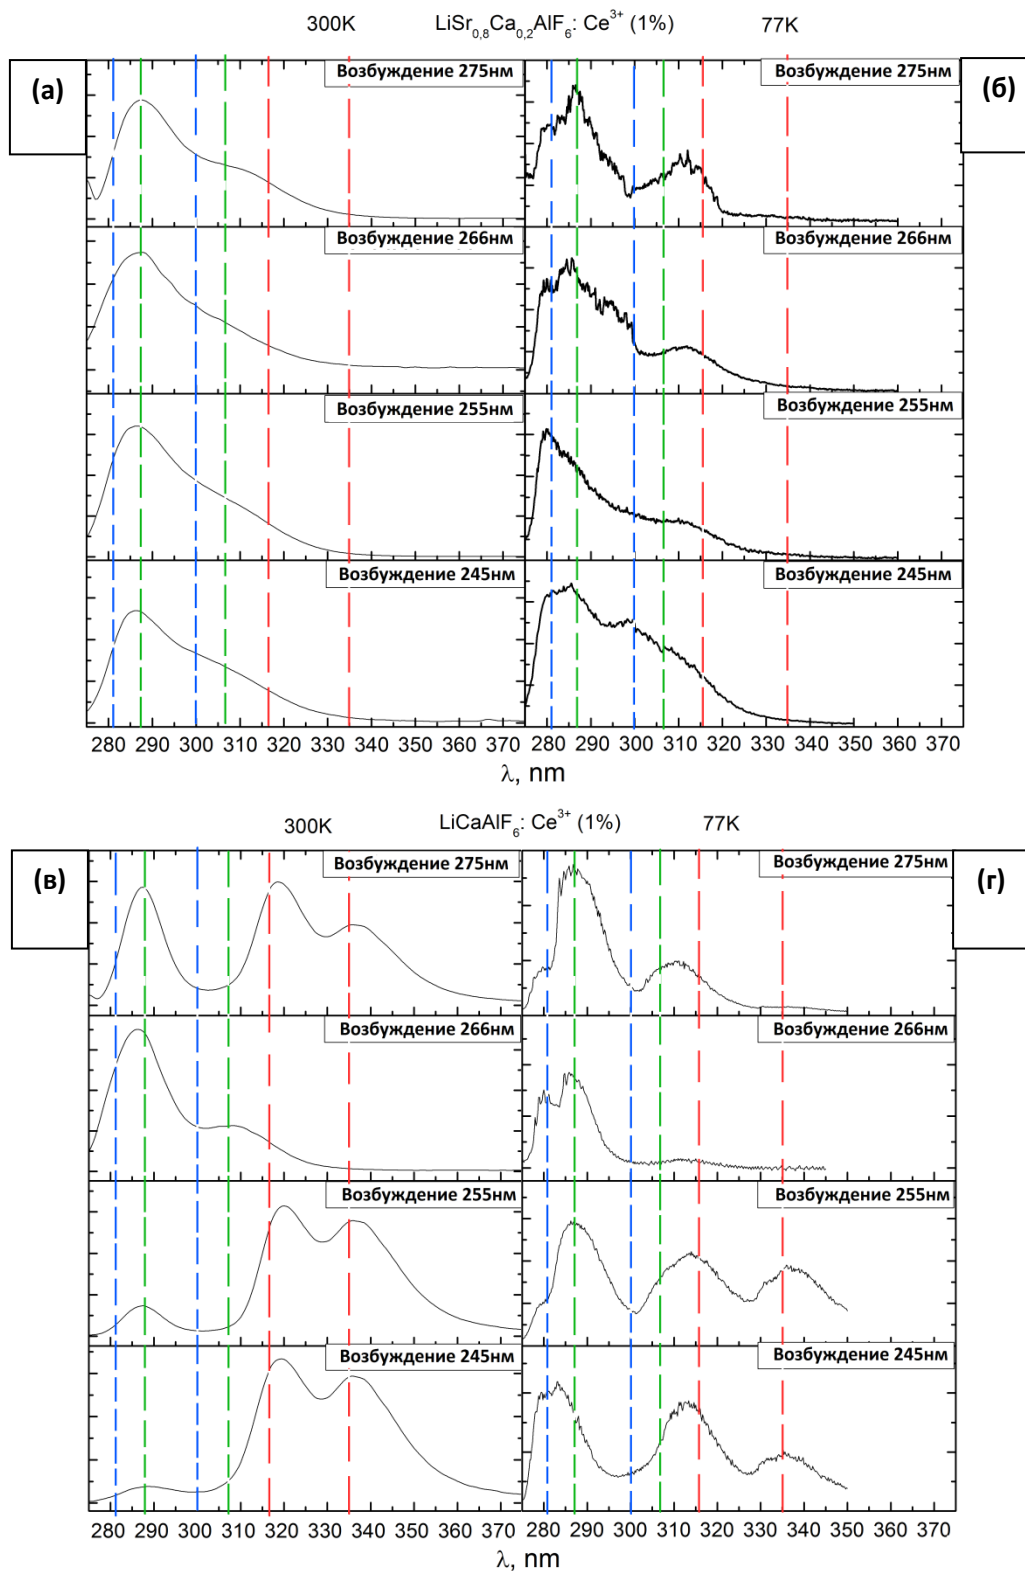 300K LiSr0,8Ca0,2AlF6: Ce3+ (1%) 77K
(а) (б)
Возбуждение 275нм Возбуждение 275нм
Возбуждение 266нм Возбуждение 266нм
Возбуждение 255нм Возбуждение 255нм
Возбуждение 245нм Возбуждение 245нм
280 290 300 310 320 330 340 350 360 370 280 290 300 310 320 330 340 350 360 370
λ, nm λ, nm
300K LiCaAlF6: Ce3+ (1%) 77K
(в) (г)
Возбуждение 275нм Возбуждение 275нм
Возбуждение 266нм Возбуждение 266нм
Возбуждение 255нм Возбуждение 255нм
Возбуждение 245нм Возбуждение 245нм
280 290 300 310 320 330 340 350 360 370 280 290 300 310 320 330 340 350 360 370
λ, nm